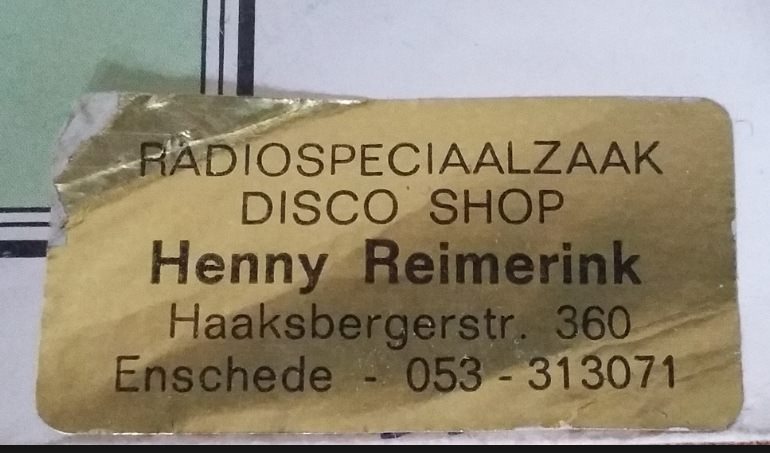 RADIOSPECIAALZAAK
DISCO SHOP
Henny Reimerink
Haaksbergerstr. 360
Enschede - 053-313071